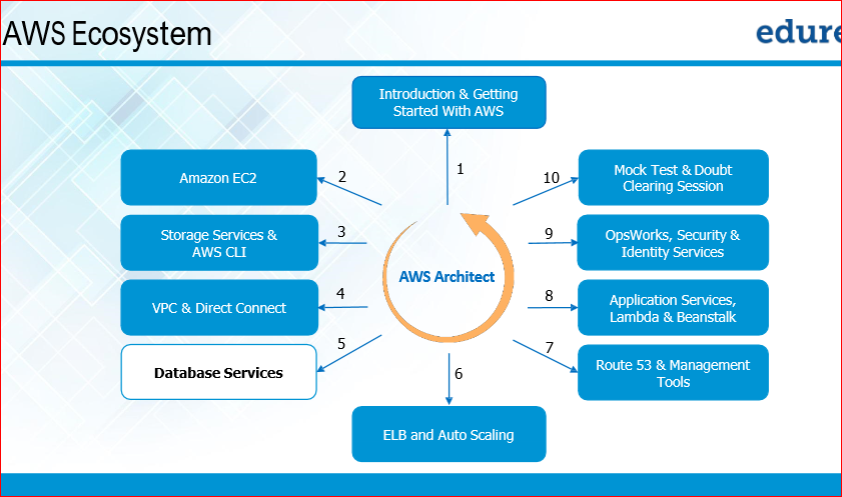 AWS Ecosystem
edure
Introduction & Getting
Started With AWS
1
Amazon EC2
2
Storage Services &
AWS CLI
3
VPC & Direct Connect
4
Database Services
5
AWS Architect
ELB and Auto Scaling
6
Route 53 & Management
Tools
7
Application Services,
Lambda & Beanstalk
8
OpsWorks, Security &
Identity Services
9
Mock Test & Doubt
Clearing Session
10